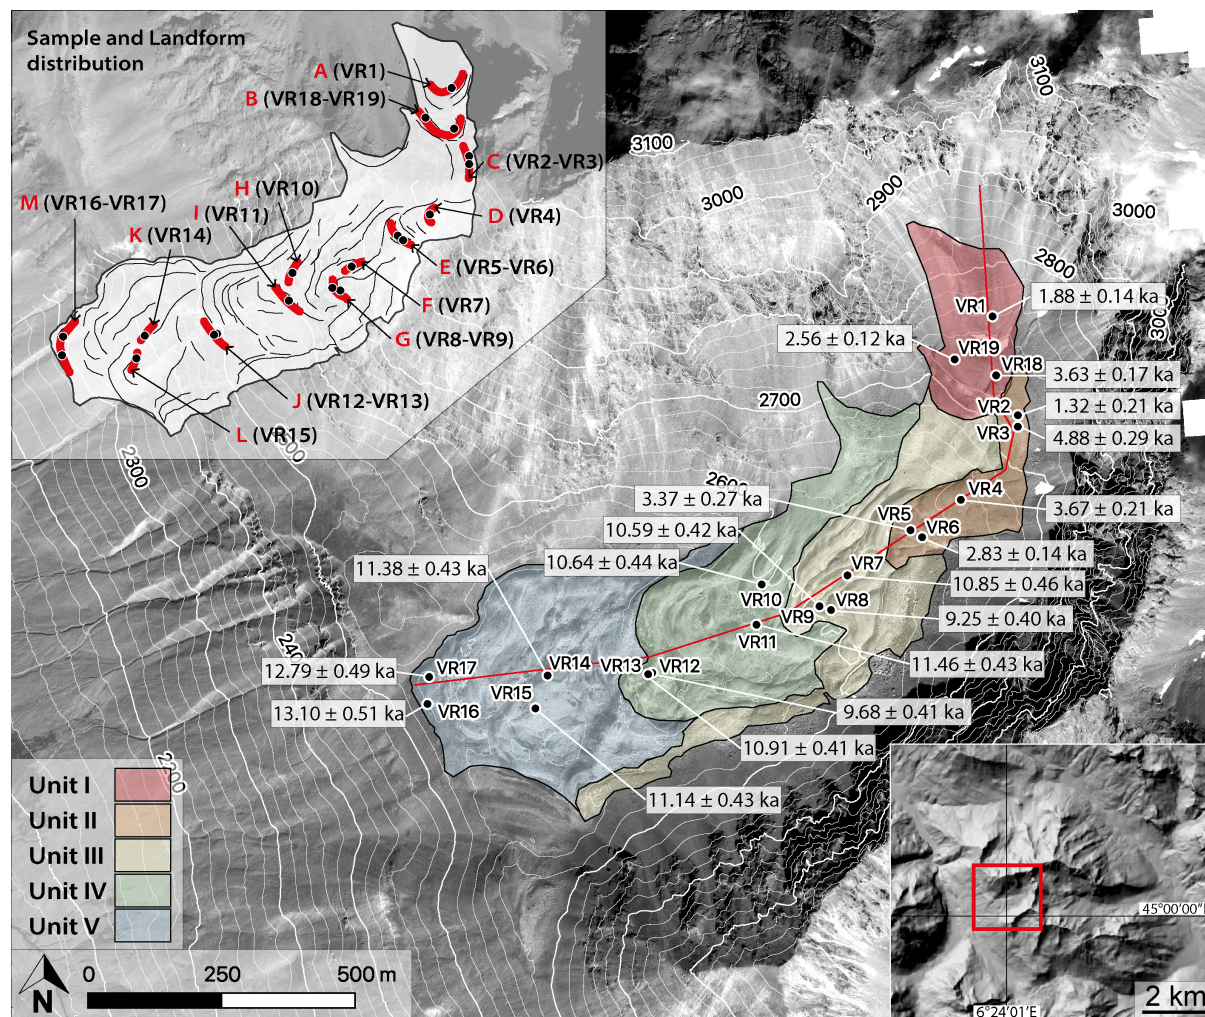 Sample and Landform
distribution
A (VR1)
B (VR18-VR19)
C (VR2-VR3)
H (VR10)
M (VR16-VR17)
I (VR11)
D (VR4)
K (VR14)
E (VR5-VR6)
F (VR7)
G (VR8-VR9)
J (VR12-VR13)
L (VR15)
3100
3100
3000
2900
3000
2800
3000
2700
2600
2300
2200
VR1
1.88 ± 0.14 ka
2.56 ± 0.12 ka
VR19
VR18
3.63 ± 0.17 ka
VR2
1.32 ± 0.21 ka
VR3
4.88 ± 0.29 ka
3.37 ± 0.27 ka
VR4
3.67 ± 0.21 ka
10.59 ± 0.42 ka
VR5
VR6
2.83 ± 0.14 ka
11.38 ± 0.43 ka
10.64 ± 0.44 ka
VR7
10.85 ± 0.46 ka
VR10
VR9
VR8
9.25 ± 0.40 ka
VR11
11.46 ± 0.43 ka
12.79 ± 0.49 ka
VR17
VR14
VR13
VR12
VR15
13.10 ± 0.51 ka
VR16
9.68 ± 0.41 ka
10.91 ± 0.41 ka
11.14 ± 0.43 ka
Unit I
Unit II
Unit III
Unit IV
Unit V
N
0
250
500 m
45°00'00"
6°24'01'E
2 km